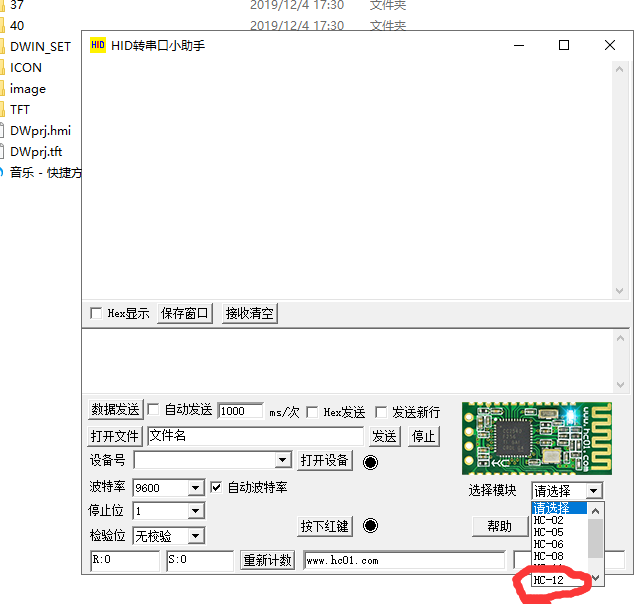 37 2019/12/4 17:30 文件夹
40 2019/12/4 17:30 文件夹
DWIN_SET
HID HID转串口小助手
ICON
image
TFT
DWprj.hmi
DWprj.tft
音乐 - 快捷方
Hex显示 保存窗口 接收清空
数据发送 自动发送 1000 ms/次 Hex发送 发送新行
打开文件 文件名 发送 停止
设备号 打开设备
波特率 9600 自动波特率 选择模块 请选择
停止位 1
按下红键 帮助
检验位 无校验
R:0 S:0 重新计数 www.hc01.com
请选择
HC-02
HC-05
HC-06
HC-08
HC-12
HC
www.hc01.com